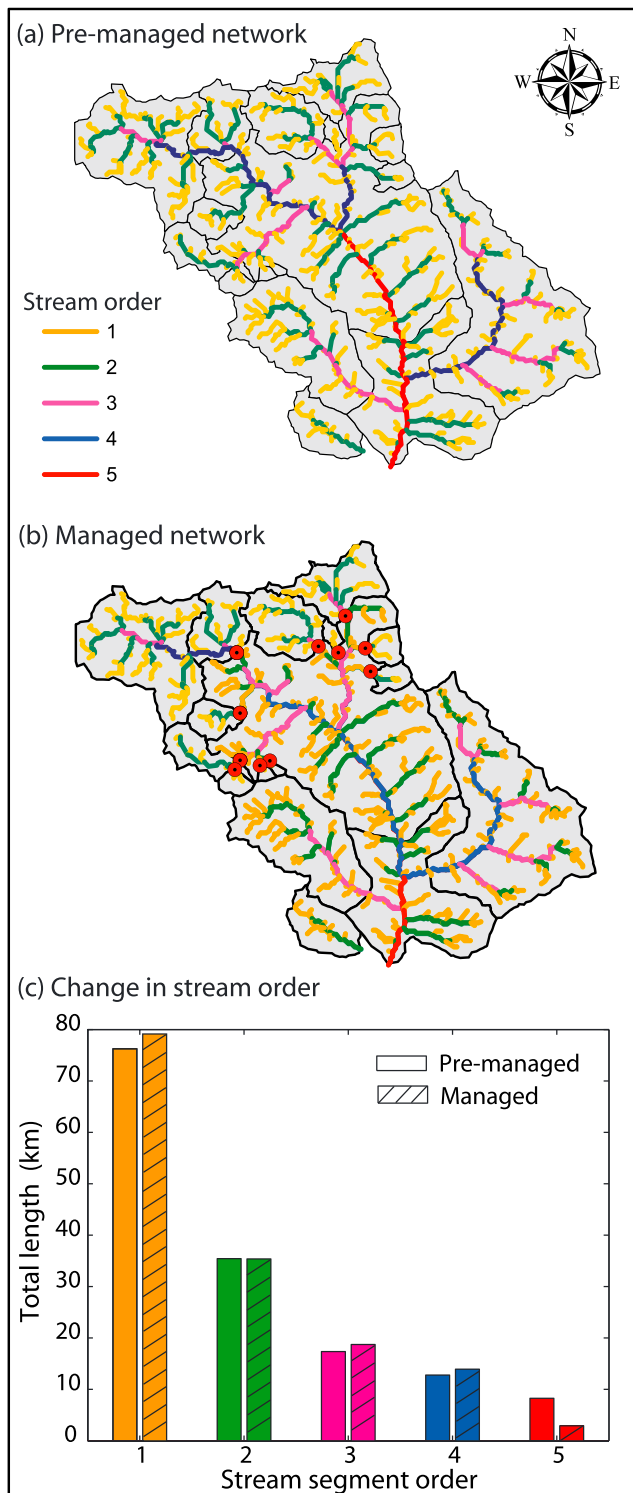 (a) Pre-managed network
N
W E
S
Stream order
1
2
3
4
5
(b) Managed network
(c) Change in stream order
80
70
60
50
40
30
20
10
0
Total length (km)
Pre-managed
Managed
1 2 3 4 5
Stream segment order